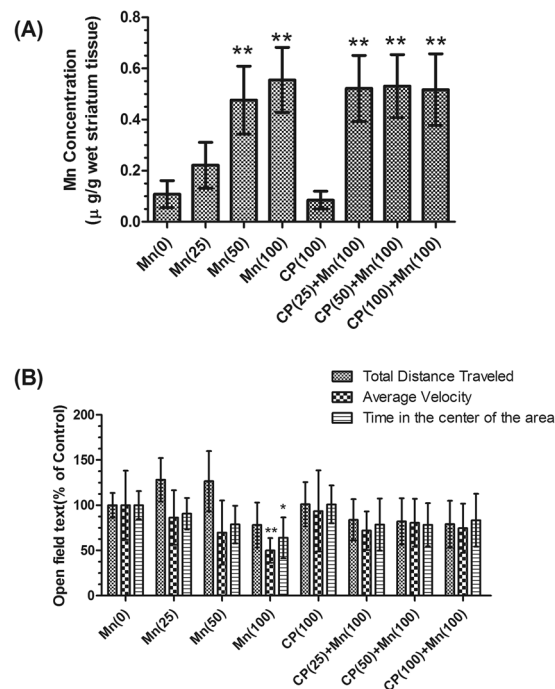 (A)
Mn Concentration
(μ g/g wet striatum tissue)
0.8
0.6
0.4
0.2
0.0
**
**
**
**
**
Mn(0)
Mn(25)
Mn(50)
Mn(100)
CP(100)
CP(25)+Mn(100)
CP(50)+Mn(100)
CP(100)+Mn(100)
(B)
Total Distance Traveled
Average Velocity
Time in the center of the area
Open field text(% of Control)
200
150
100
50
0
**
*
Mn(0)
Mn(25)
Mn(50)
Mn(100)
CP(100)
CP(25)+Mn(100)
CP(50)+Mn(100)
CP(100)+Mn(100)